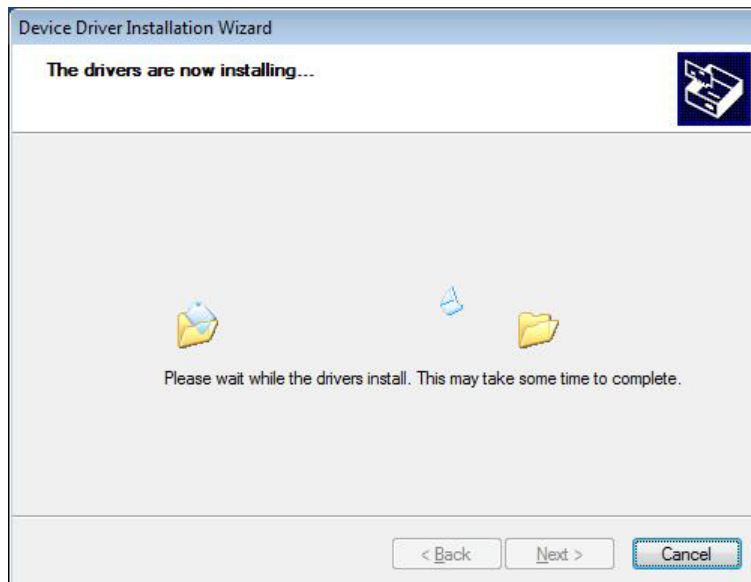 Device Driver Installation Wizard
The drivers are now installing...
Please wait while the drivers install. This may take some time to complete.
< Back Next > Cancel